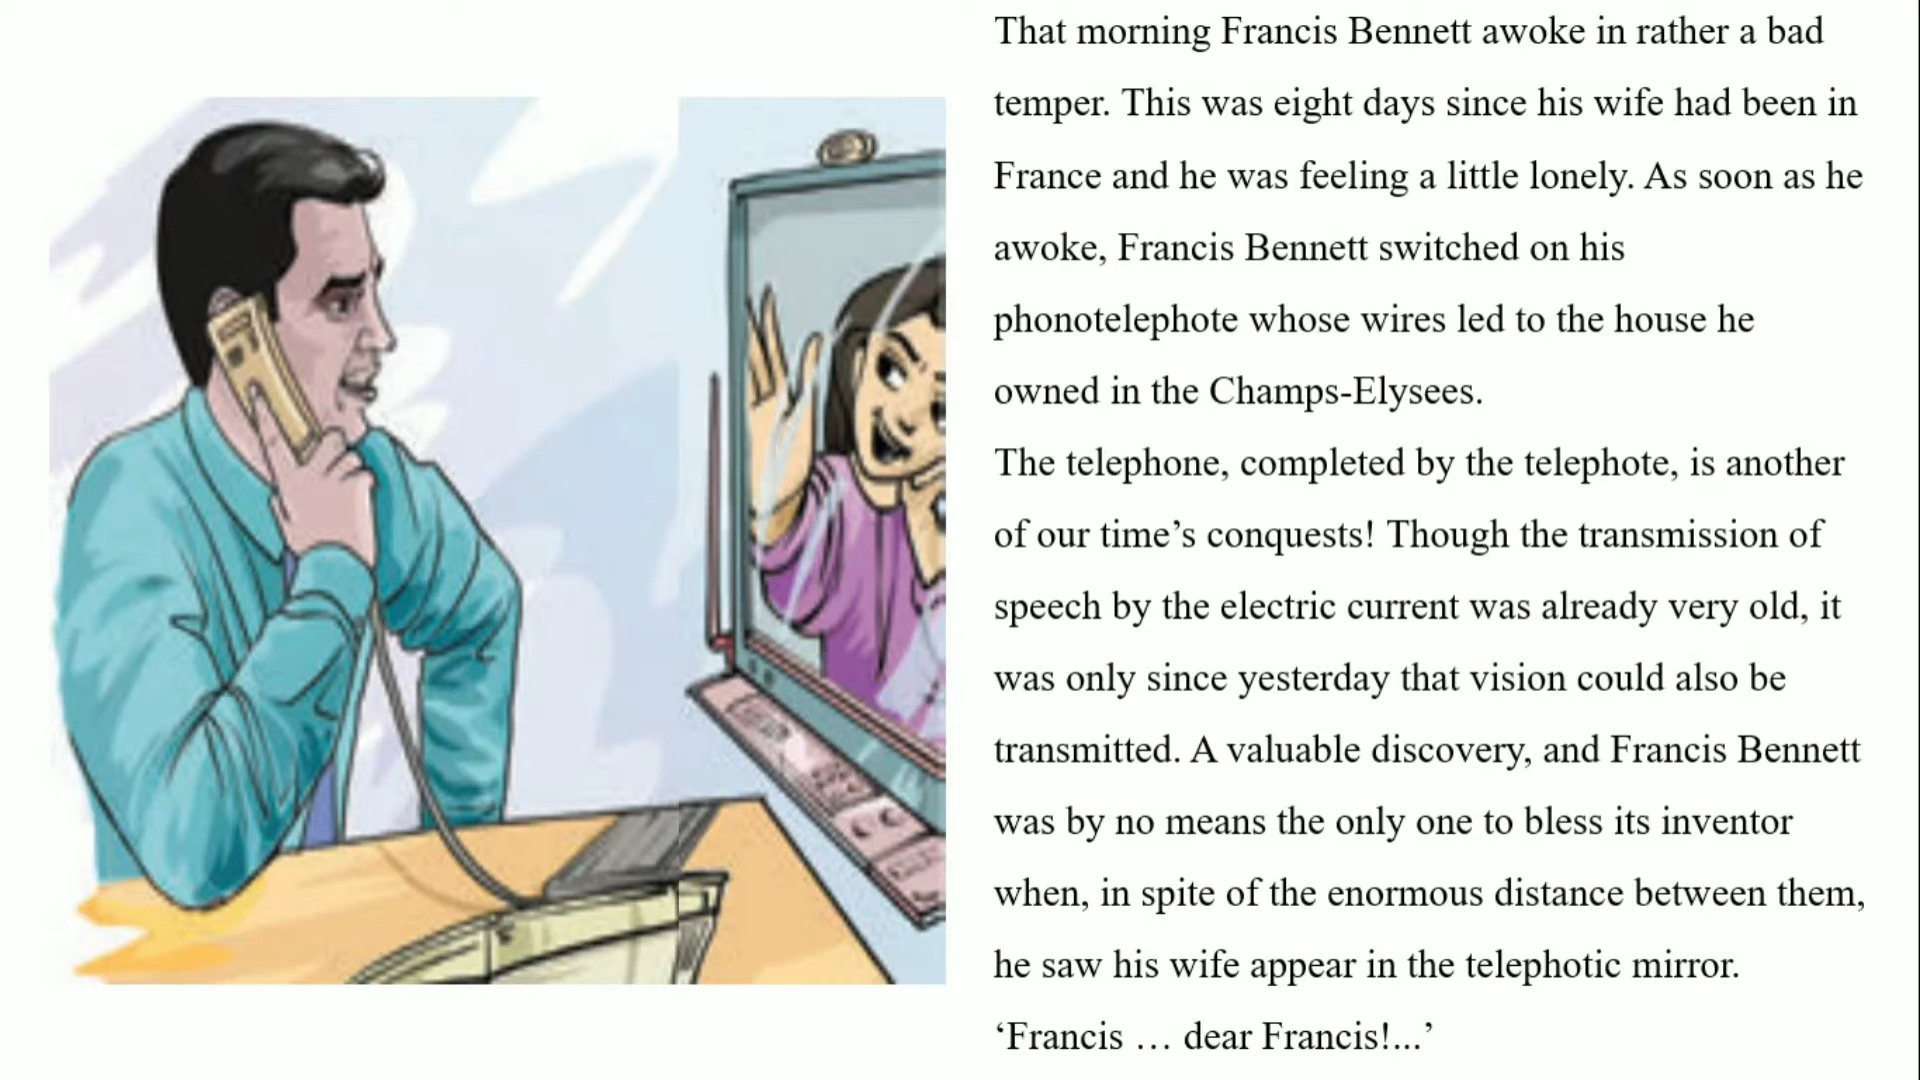 That morning Francis Bennett awoke in rather a bad
temper. This was eight days since his wife had been in
France and he was feeling a little lonely. As soon as he
awoke, Francis Bennett switched on his
phonotelephote whose wires led to the house he
owned in the Champs-Elysees.
The telephone, completed by the telephote, is another
of our time’s conquests! Though the transmission of
speech by the electric current was already very old, it
was only since yesterday that vision could also be
transmitted. A valuable discovery, and Francis Bennett
was by no means the only one to bless its inventor
when, in spite of the enormous distance between them,
he saw his wife appear in the telephotic mirror.
‘Francis … dear Francis!...’